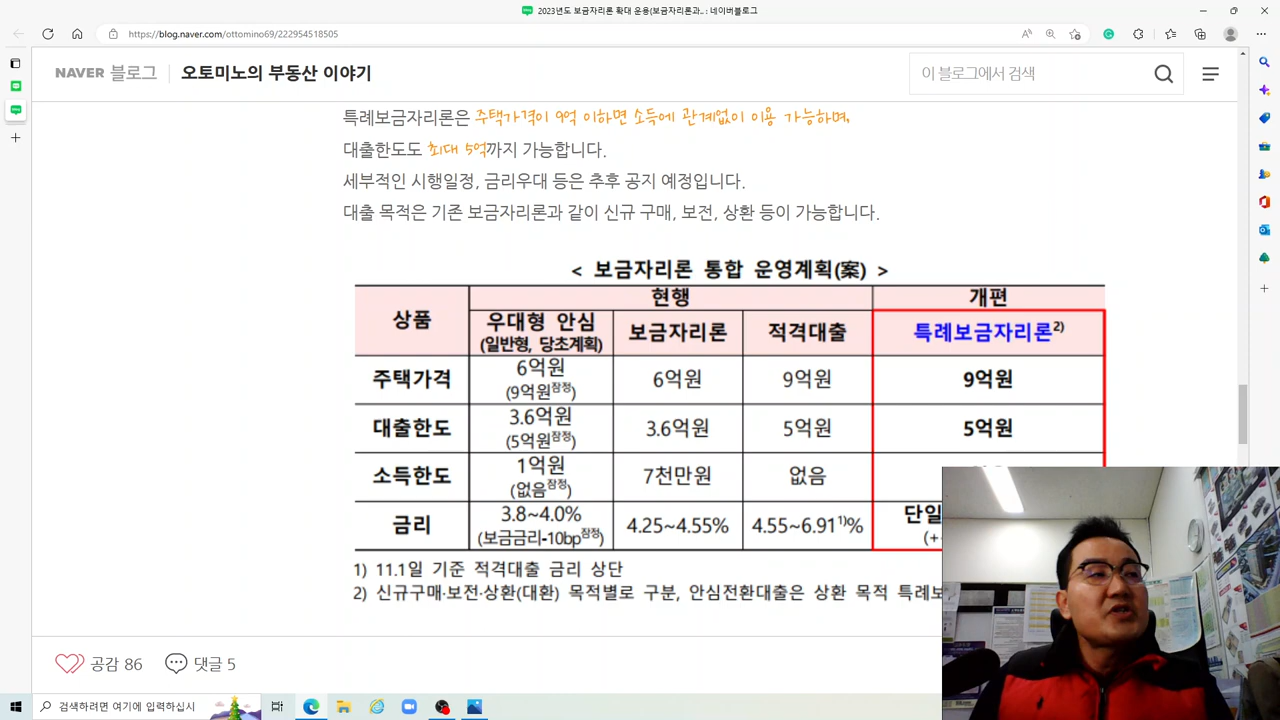 2023년도 보금자리론 확대 운용(보금자리론과.. : 네이버블로그
https://blog.naver.com/ottomino69/222954518505
NAVER 블로그 오토미노의 부동산 이야기 이 블로그에서 검색
특례보금자리론은 주택가격이 9억 이하면 소득에 관계없이 이용 가능하며,
대출한도도 최대 5억까지 가능합니다.
세부적인 시행일정, 금리우대 등은 추후 공지 예정입니다.
대출 목적은 기존 보금자리론과 같이 신규 구매, 보전, 상환 등이 가능합니다.
< 보금자리론 통합 운영계획(案) >
상품 현행 개편
우대형 안심 (일반형, 당초계획) 보금자리론 적격대출 특례보금자리론2)
주택가격 6억원 (9억원잠정) 6억원 9억원 9억원
대출한도 3.6억원 (5억원잠정) 3.6억원 5억원 5억원
소득한도 1억원 (없음잠정) 7천만원 없음
금리 3.8~4.0% (보금금리-10bp잠정) 4.25~4.55% 4.55~6.911)% 단일
1) 11.1일 기준 적격대출 금리 상단
2) 신규구매·보전·상환(대환) 목적별로 구분, 안심전환대출은 상환 목적 특례보
공감 86 댓글 5
검색하려면 여기에 입력하십시